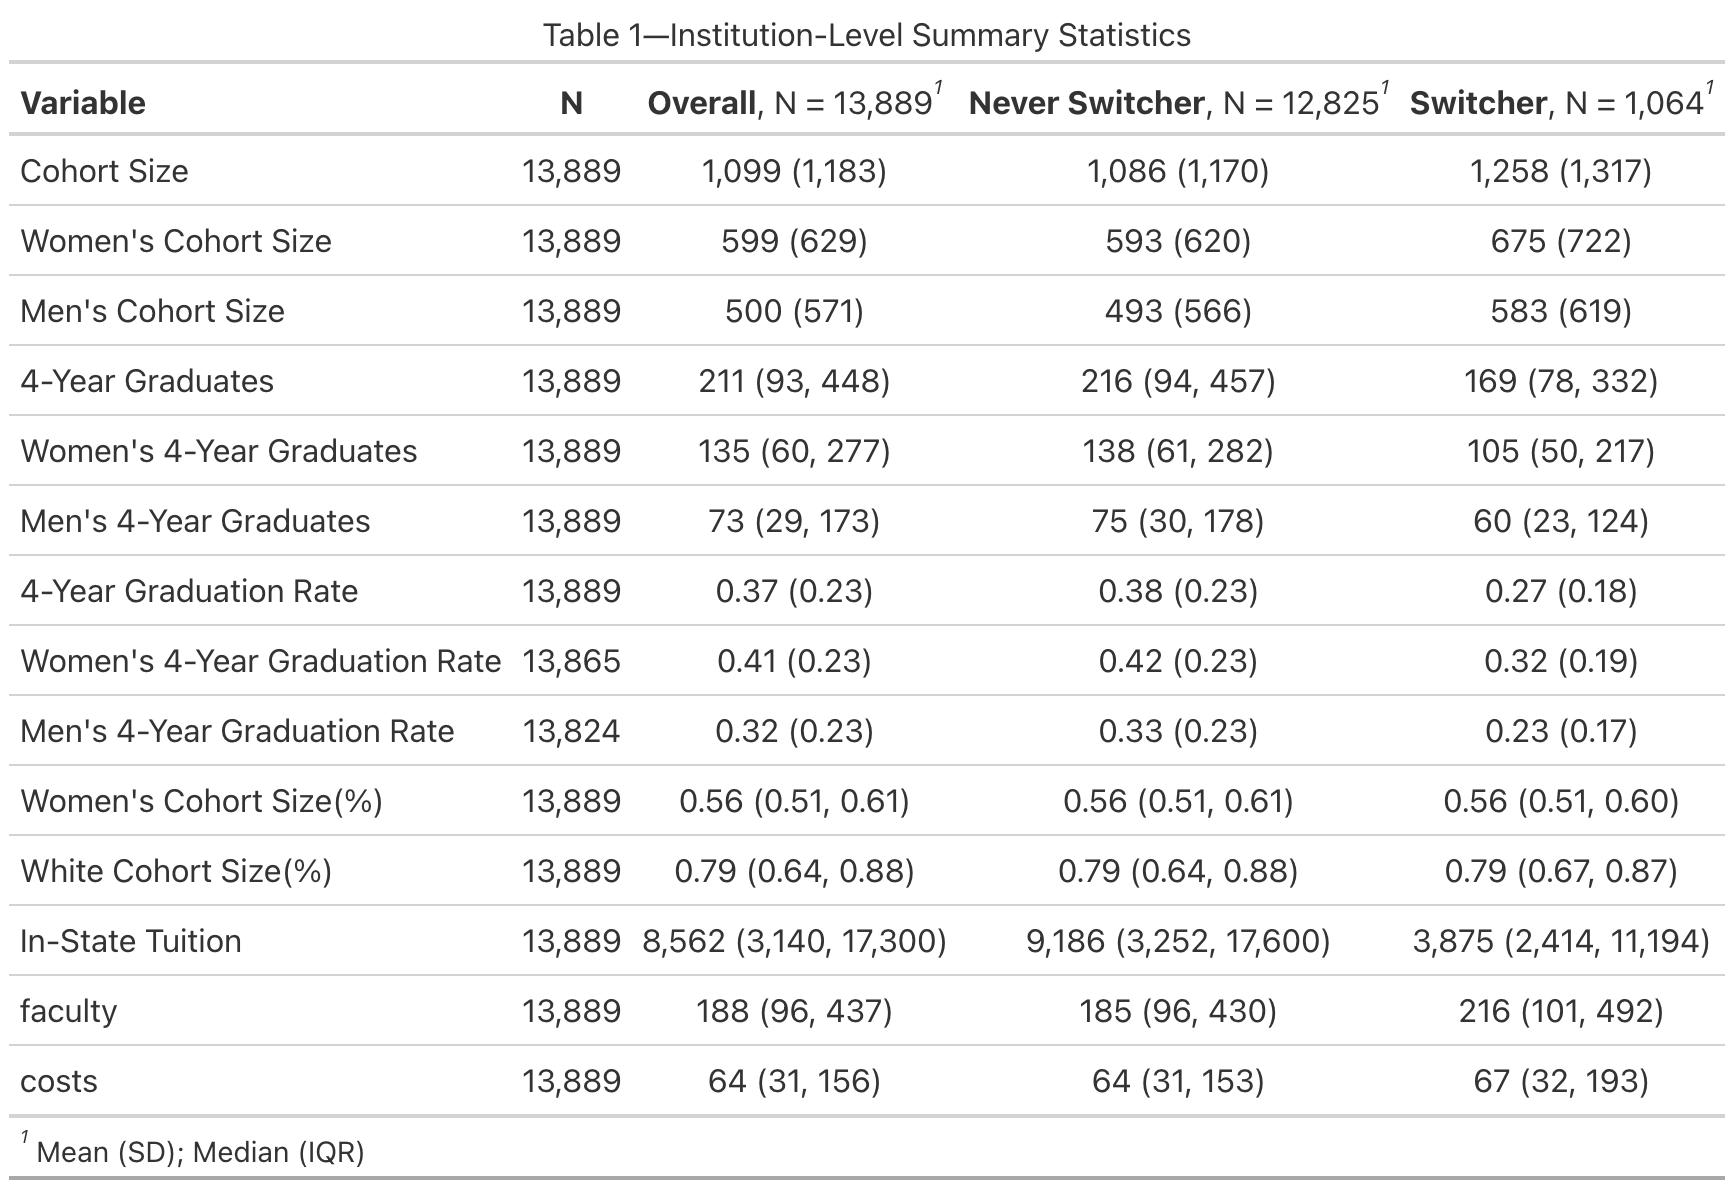 Table 1—Institution-Level Summary Statistics
Variable N Overall, N = 13,889¹ Never Switcher, N = 12,825¹ Switcher, N = 1,064¹
Cohort Size 13,889 1,099 (1,183) 1,086 (1,170) 1,258 (1,317)
Women's Cohort Size 13,889 599 (629) 593 (620) 675 (722)
Men's Cohort Size 13,889 500 (571) 493 (566) 583 (619)
4-Year Graduates 13,889 211 (93, 448) 216 (94, 457) 169 (78, 332)
Women's 4-Year Graduates 13,889 135 (60, 277) 138 (61, 282) 105 (50, 217)
Men's 4-Year Graduates 13,889 73 (29, 173) 75 (30, 178) 60 (23, 124)
4-Year Graduation Rate 13,889 0.37 (0.23) 0.38 (0.23) 0.27 (0.18)
Women's 4-Year Graduation Rate 13,865 0.41 (0.23) 0.42 (0.23) 0.32 (0.19)
Men's 4-Year Graduation Rate 13,824 0.32 (0.23) 0.33 (0.23) 0.23 (0.17)
Women's Cohort Size(%) 13,889 0.56 (0.51, 0.61) 0.56 (0.51, 0.61) 0.56 (0.51, 0.60)
White Cohort Size(%) 13,889 0.79 (0.64, 0.88) 0.79 (0.64, 0.88) 0.79 (0.67, 0.87)
In-State Tuition 13,889 8,562 (3,140, 17,300) 9,186 (3,252, 17,600) 3,875 (2,414, 11,194)
faculty 13,889 188 (96, 437) 185 (96, 430) 216 (101, 492)
costs 13,889 64 (31, 156) 64 (31, 153) 67 (32, 193)
¹ Mean (SD); Median (IQR)